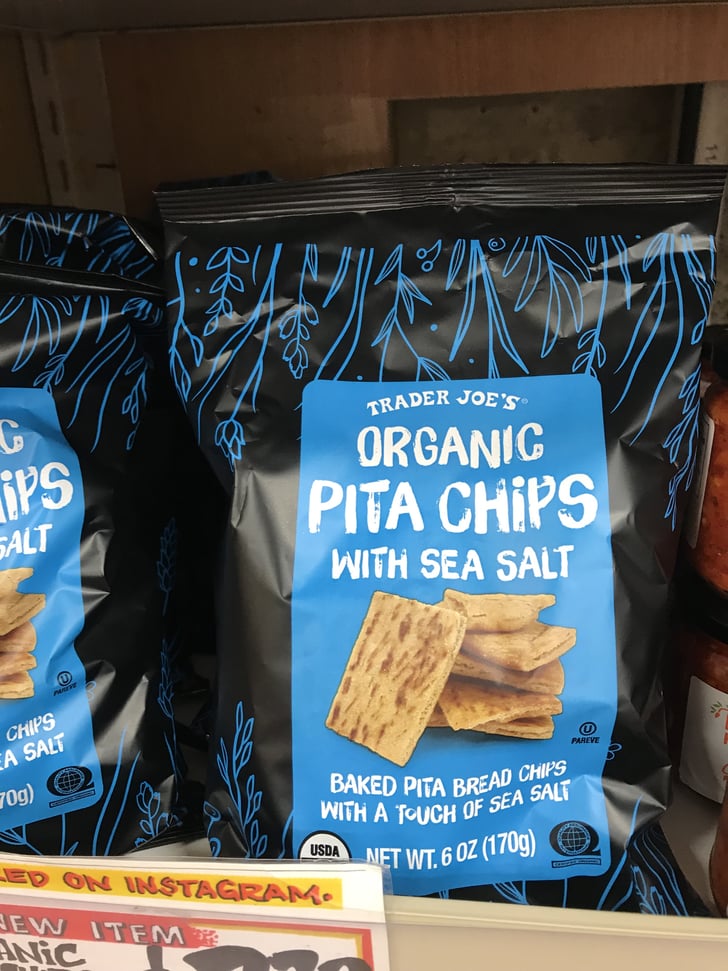 TRADER JOE'S
ORGANIC
PITA CHiPS
WITH SEA SALT
U
PAREVE
BAKED PITA BREAD CHIPS
WITH A TOUCH OF SEA SALT
USDA
NET WT. 6 OZ (170g)
C
iPS
SALT
U
PAREVE
CHIPS
EA SALT
70g)
ED ON INSTAGRAM.
NEW ITEM
ANiC